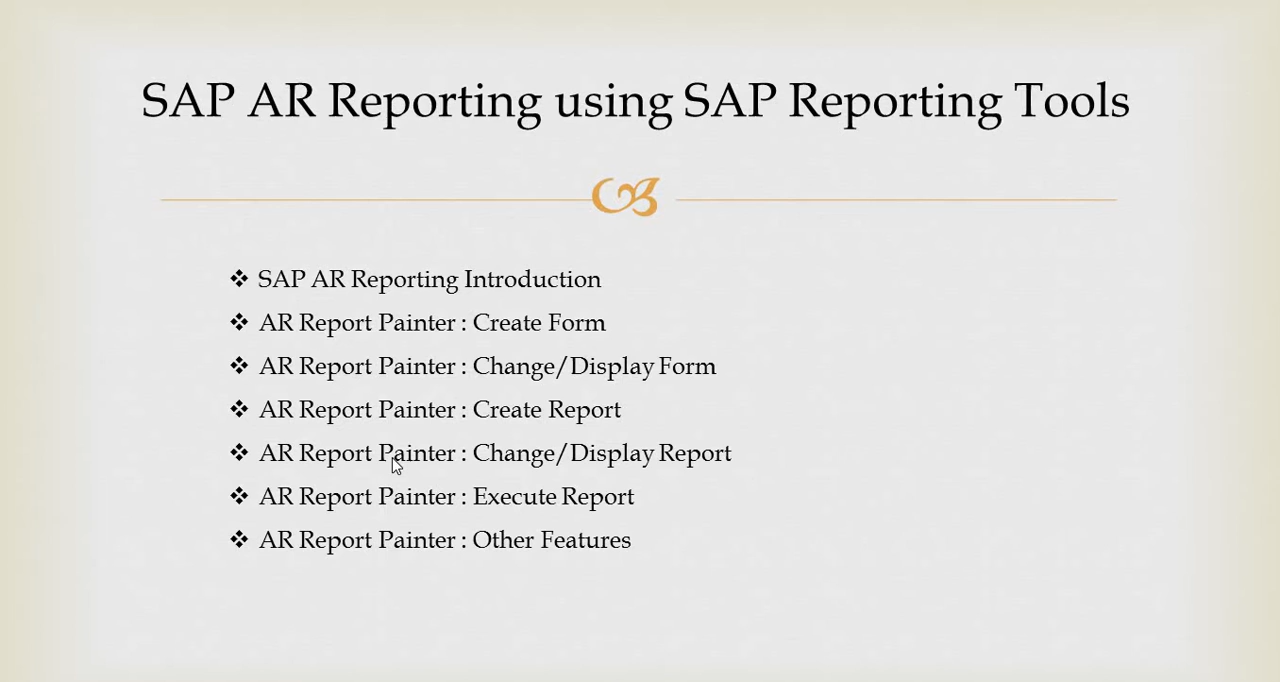 SAP AR Reporting using SAP Reporting Tools
❖ SAP AR Reporting Introduction
❖ AR Report Painter : Create Form
❖ AR Report Painter : Change/Display Form
❖ AR Report Painter : Create Report
❖ AR Report Painter : Change/Display Report
❖ AR Report Painter : Execute Report
❖ AR Report Painter : Other Features